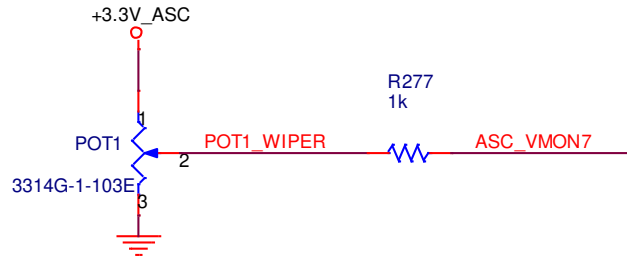 +3.3V_ASC
R277
1k
1
POT1
POT1_WIPER
ASC_VMON7
2
3314G-1-103E
3